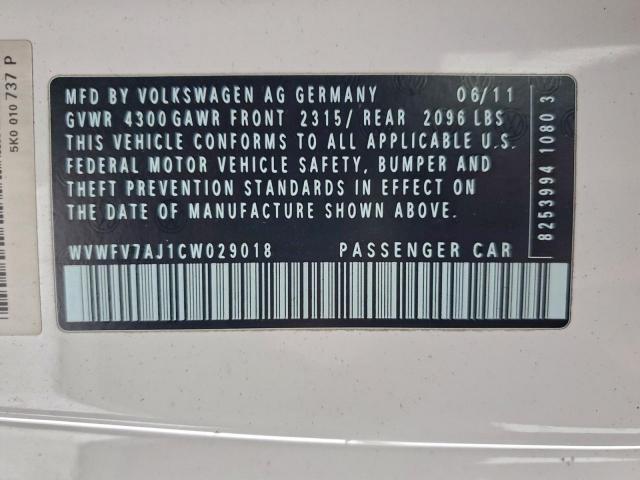 MFD BY VOLKSWAGEN AG GERMANY 06/11
GVWR 4300 GAWR FRONT 2315/ REAR 2096 LBS
THIS VEHICLE CONFORMS TO ALL APPLICABLE U.S.
FEDERAL MOTOR VEHICLE SAFETY, BUMPER AND
THEFT PREVENTION STANDARDS IN EFFECT ON
THE DATE OF MANUFACTURE SHOWN ABOVE.
WVWFV7AJ1CW029018 PASSENGER CAR
8253994 1080 3
5K0 010 737 P